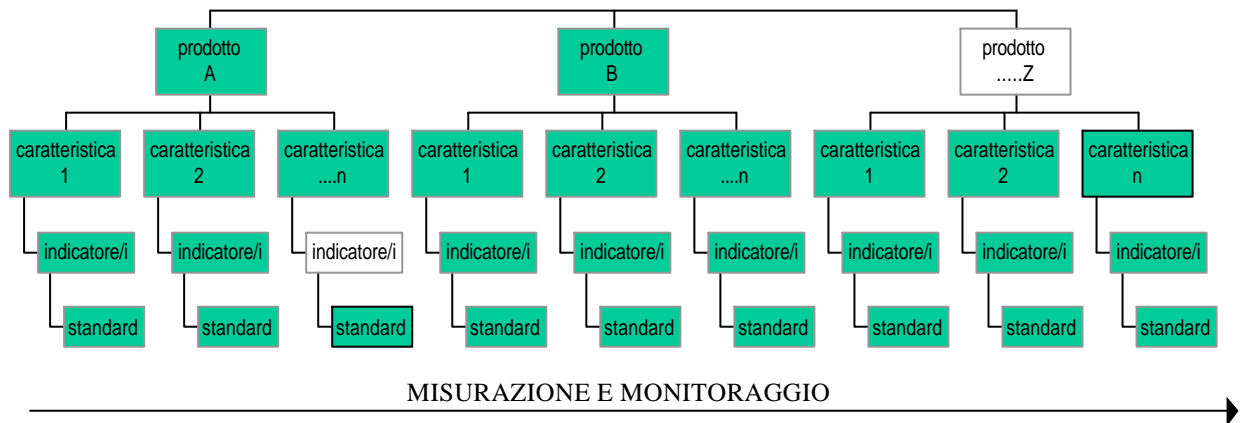 prodotto
A
prodotto
B
prodotto
.....Z
caratteristica
1
caratteristica
2
caratteristica
....n
caratteristica
1
caratteristica
2
caratteristica
....n
caratteristica
1
caratteristica
2
caratteristica
n
indicatore/i
indicatore/i
indicatore/i
indicatore/i
indicatore/i
indicatore/i
indicatore/i
indicatore/i
indicatore/i
standard
standard
standard
standard
standard
standard
standard
standard
standard
MISURAZIONE E MONITORAGGIO